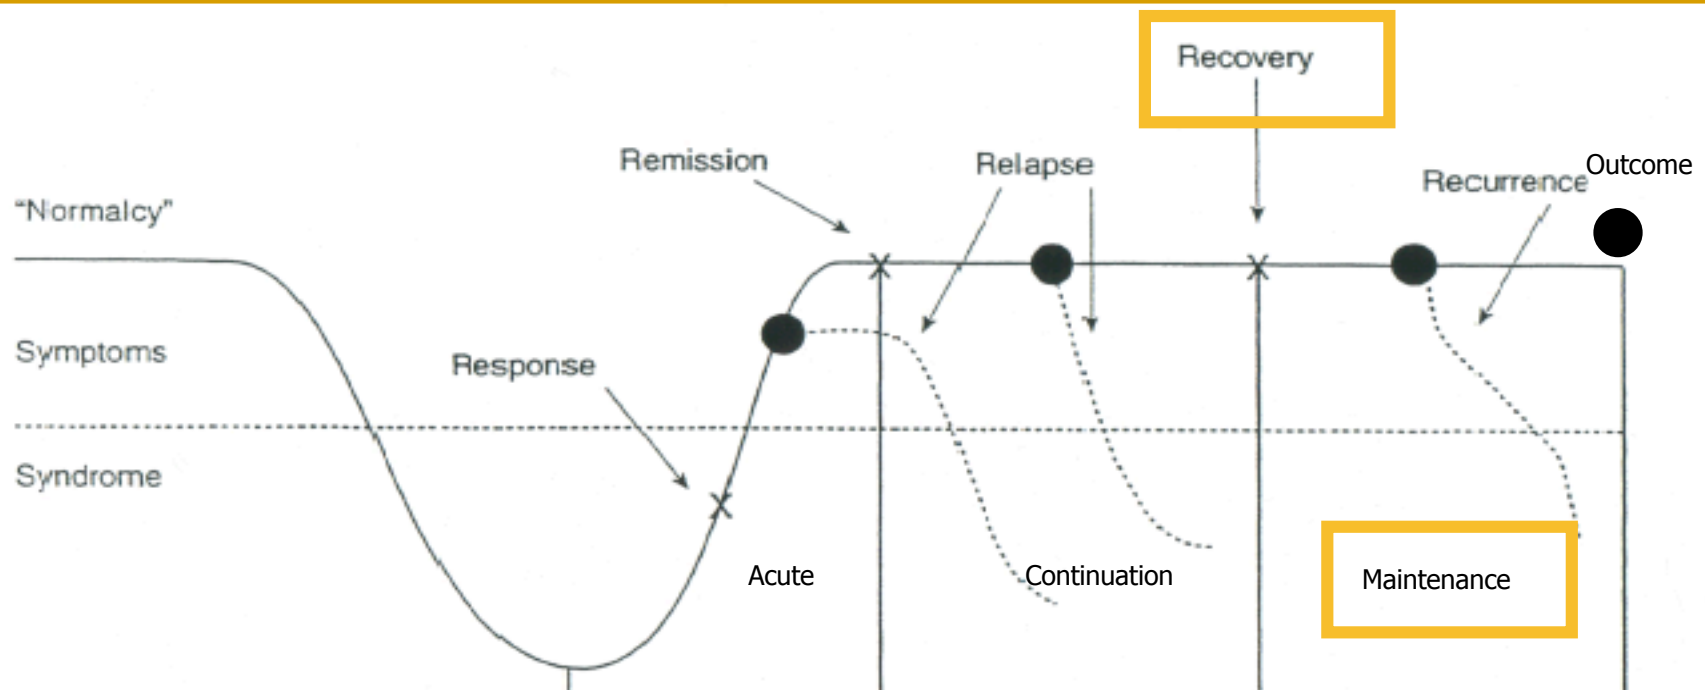 Recovery
Remission
Relapse
Outcome
Recurrence
“Normalcy”
Symptoms
Response
Syndrome
Acute
Continuation
Maintenance